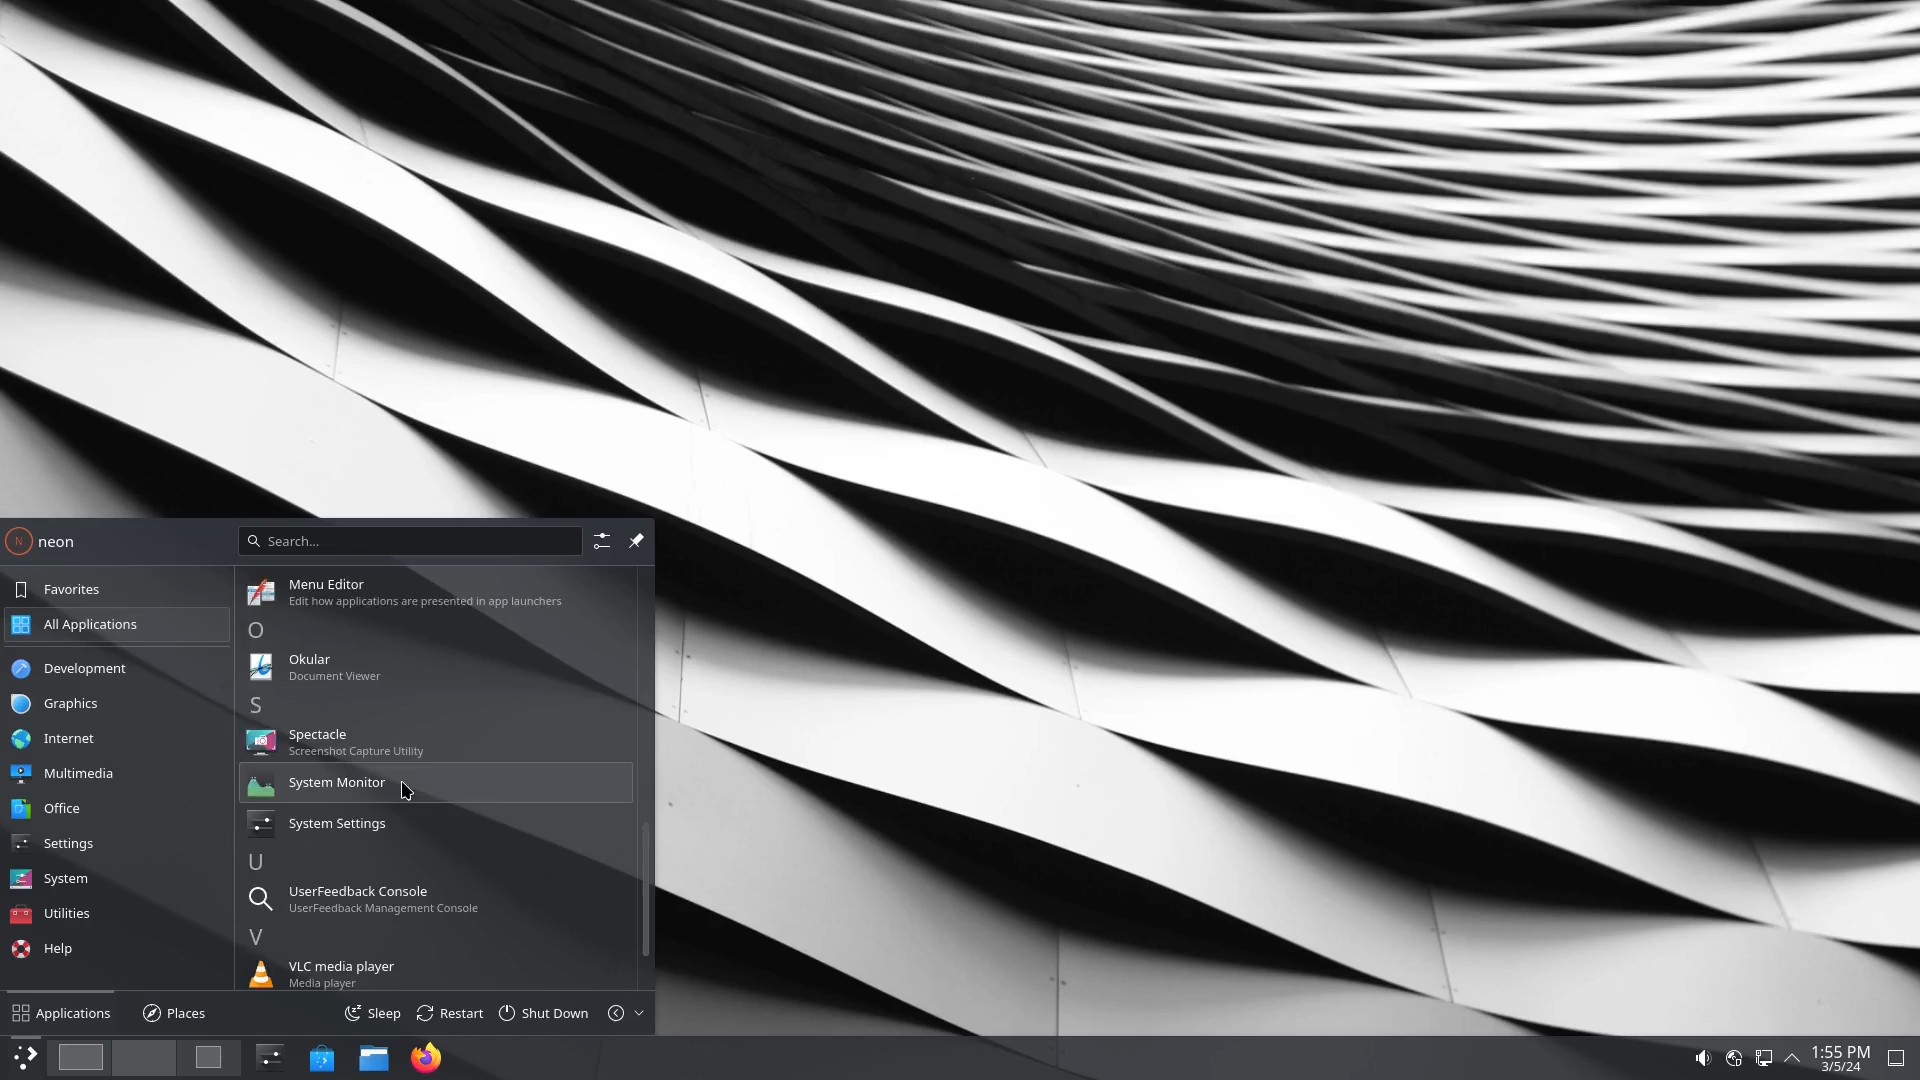 neon
Search...
Favorites
All Applications
Development
Graphics
Internet
Multimedia
Office
Settings
System
Utilities
Help
Menu Editor
Edit how applications are presented in app launchers
O
Okular
Document Viewer
S
Spectacle
Screenshot Capture Utility
System Monitor
System Settings
U
UserFeedback Console
UserFeedback Management Console
V
VLC media player
Media player
Applications
Places
Sleep
Restart
Shut Down
1:55 PM
3/5/24